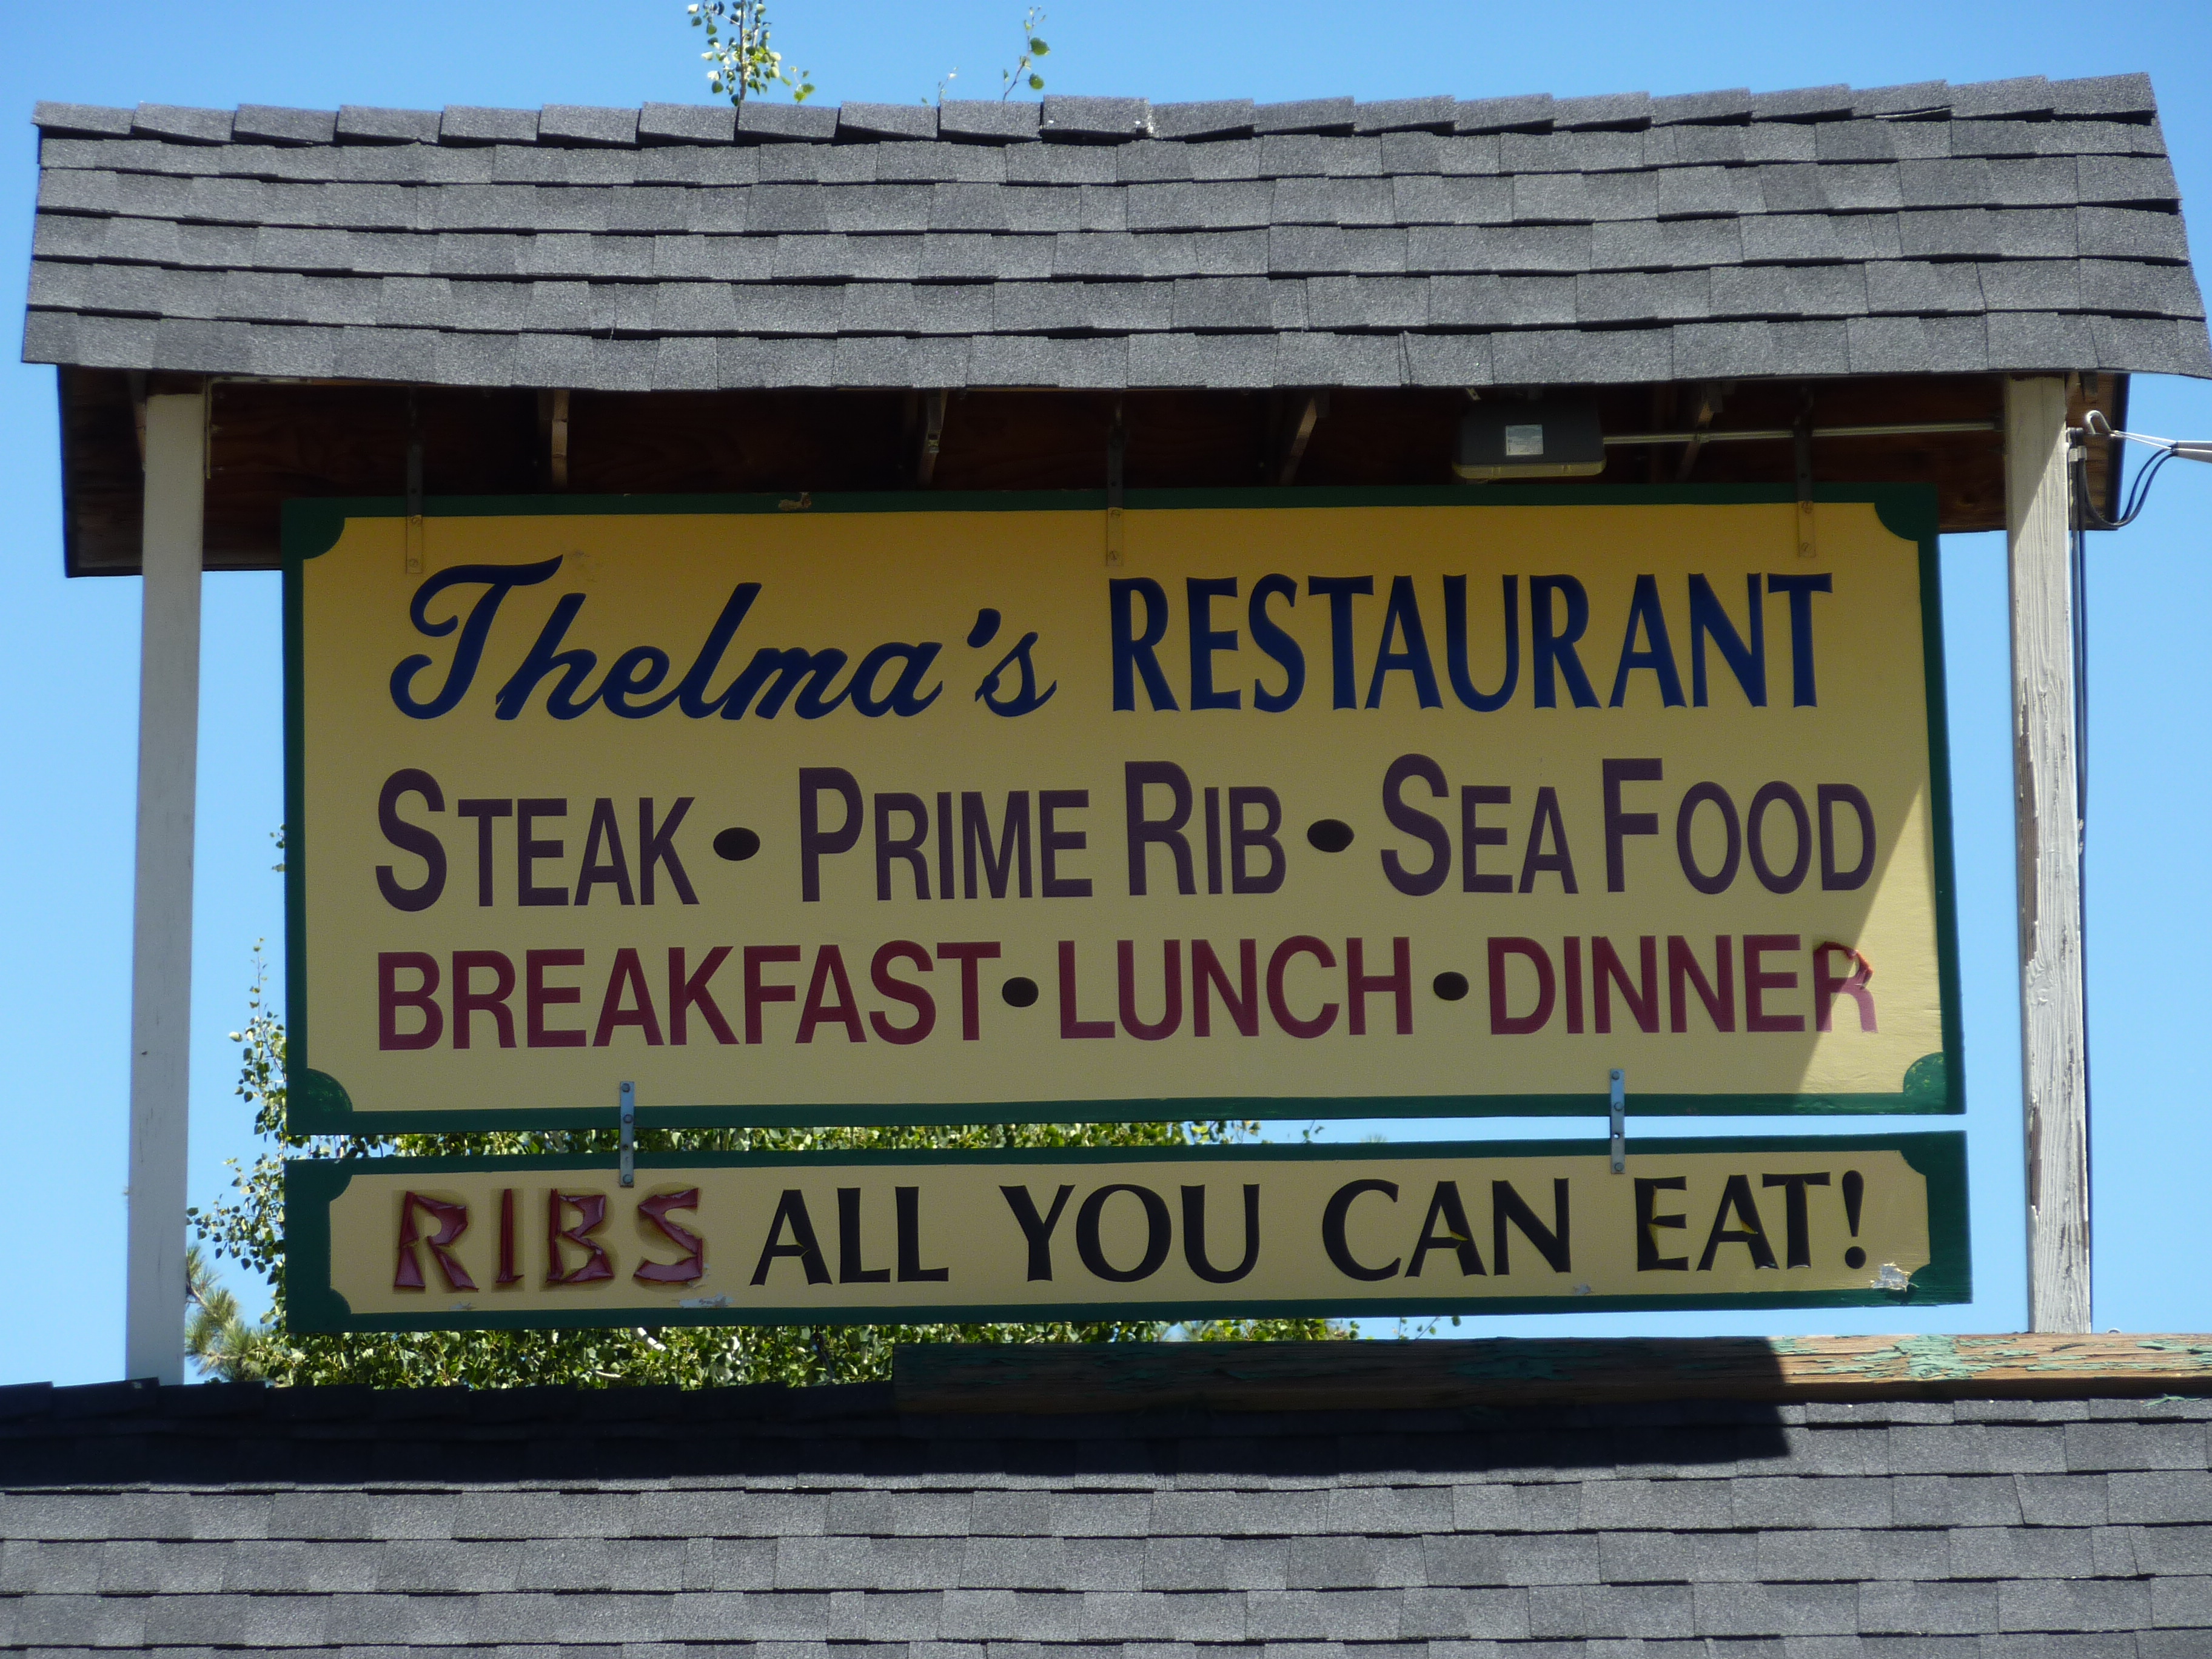 Thelma's RESTAURANT
STEAK • PRIME RIB • SEA FOOD
BREAKFAST • LUNCH • DINNER
RIBS ALL YOU CAN EAT!